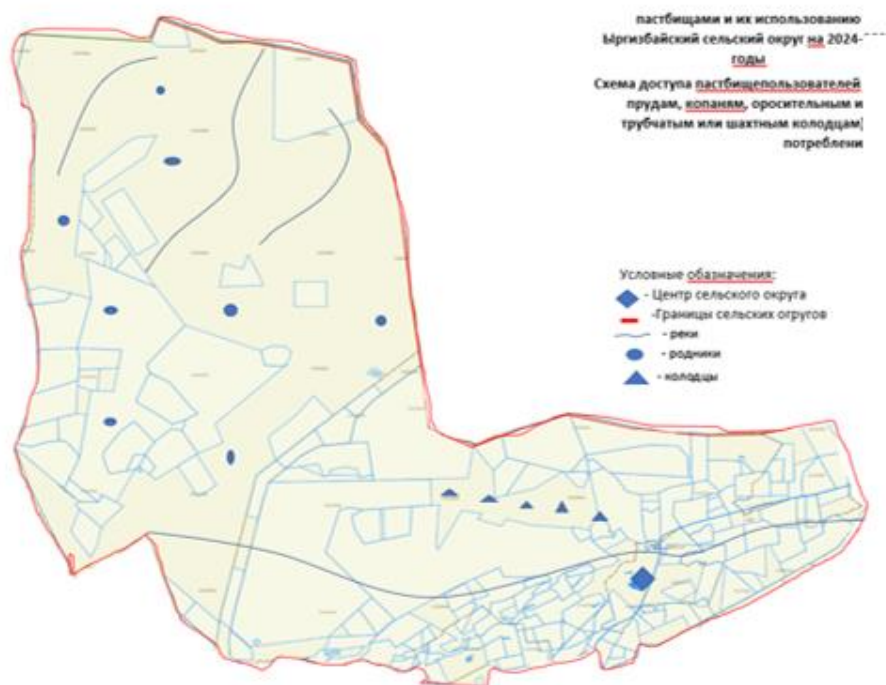 пастбищами и их использованию
Ыргизбайский сельский округ на 2024-
годы
Схема доступа пастбищепользователей
прудам, копаням, оросительным и
трубчатым или шахтным колодцам
потреблени
Условные обазначения:
- Центр сельского округа
-Границы сельских огругов
- реки
- родники
- колодцы